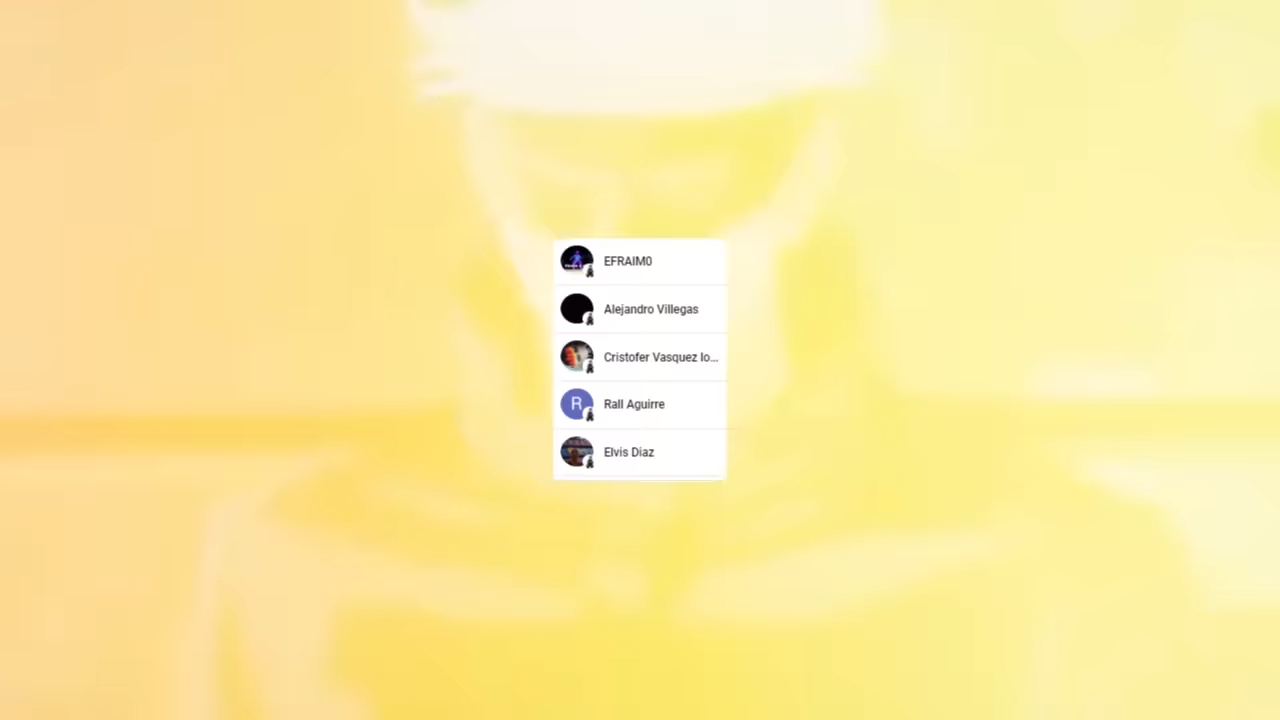 EFRAIM0
Alejandro Villegas
Cristofer Vasquez lo...
R
Rall Aguirre
Elvis Diaz